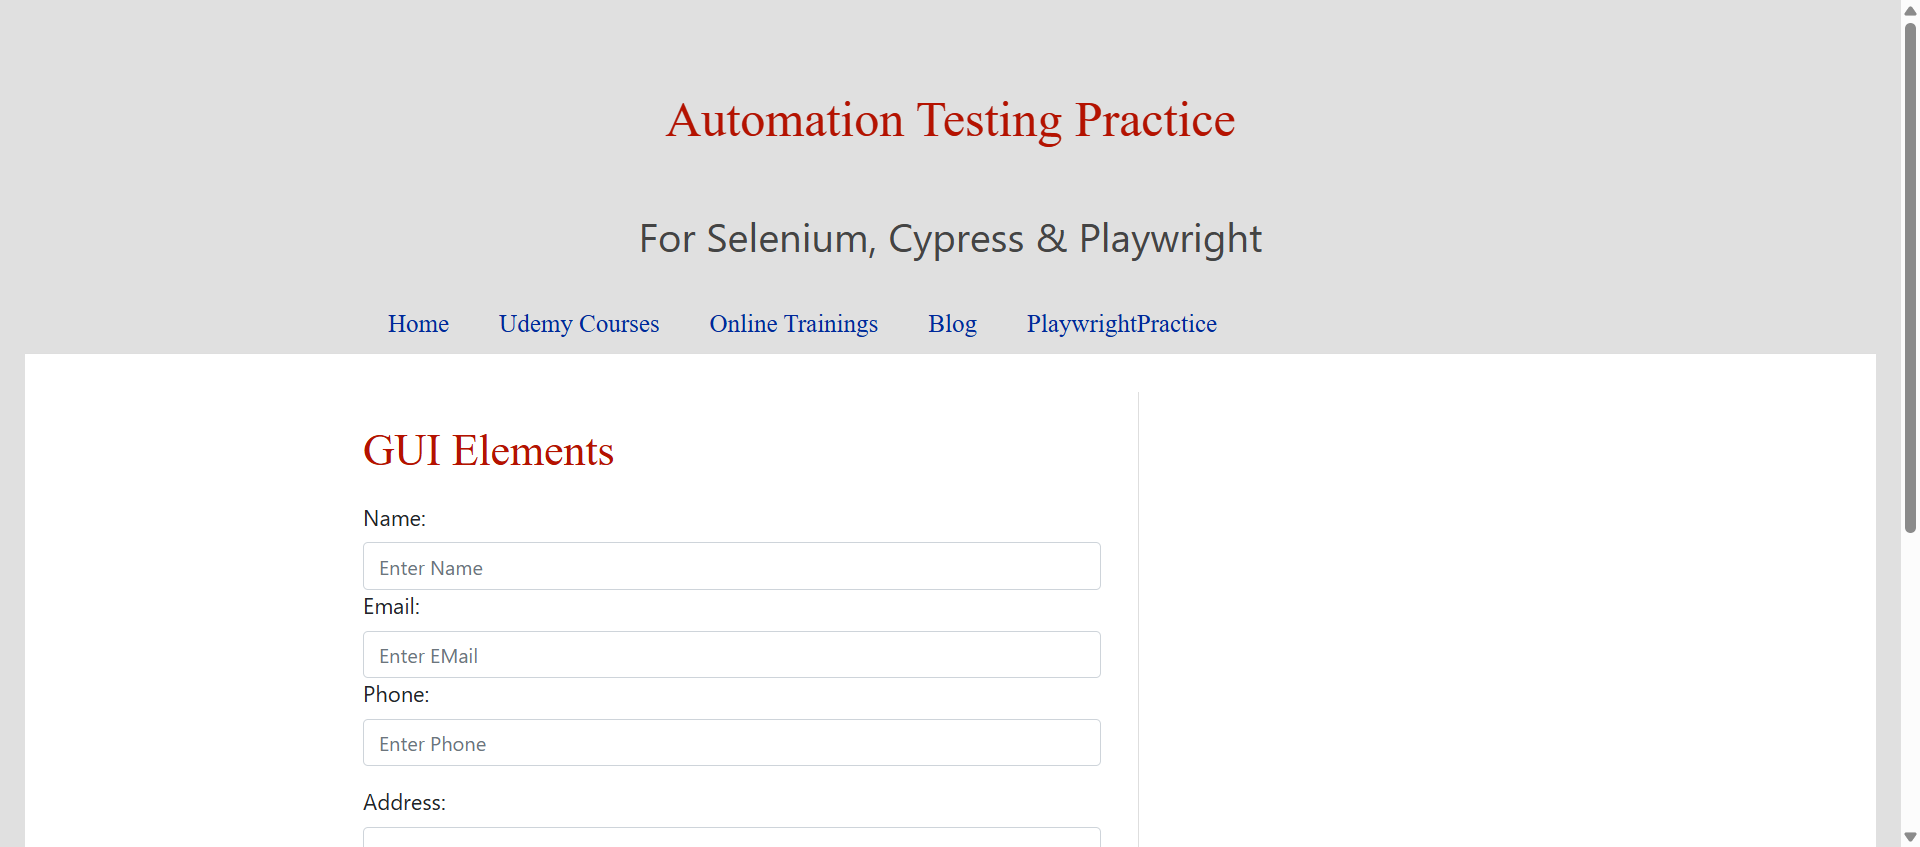 Automation Testing Practice
For Selenium, Cypress & Playwright
Home Udemy Courses Online Trainings Blog PlaywrightPractice
GUI Elements
Name:
Enter Name
Email:
Enter EMail
Phone:
Enter Phone
Address: